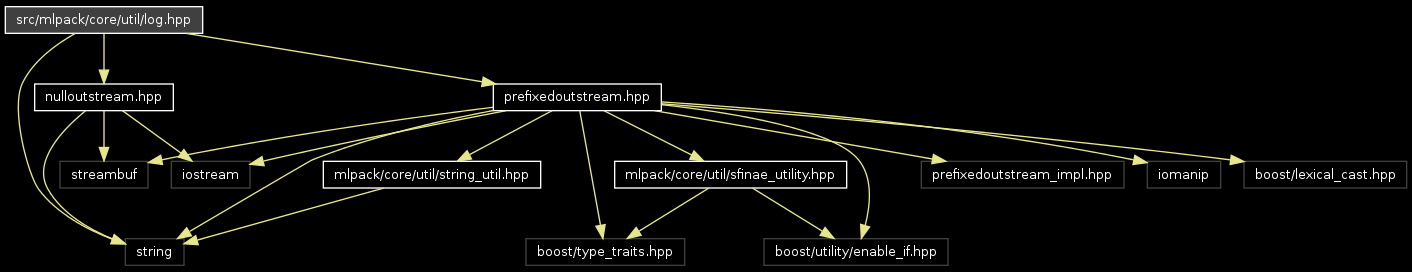 src/mlpack/core/util/log.hpp
nulloutstream.hpp
prefixedoutstream.hpp
streambuf
iostream
mlpack/core/util/string_util.hpp
mlpack/core/util/sfinae_utility.hpp
prefixedoutstream_impl.hpp
iomanip
boost/lexical_cast.hpp
string
boost/type_traits.hpp
boost/utility/enable_if.hpp